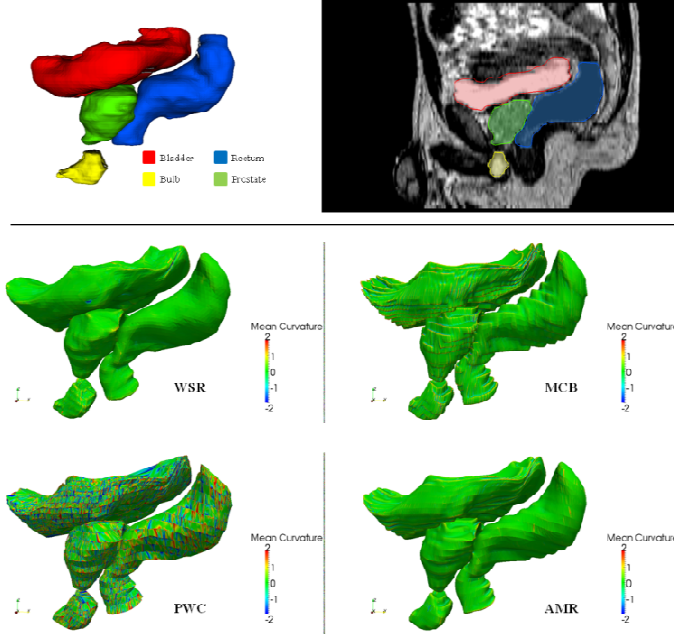 Bladder
Rectum
Bulb
Prostate
Mean Curvature
2
1
0
-1
-2
WSR
Mean Curvature
2
1
0
-1
-2
MCB
Mean Curvature
2
1
0
-1
-2
PWC
Mean Curvature
2
1
0
-1
-2
AMR